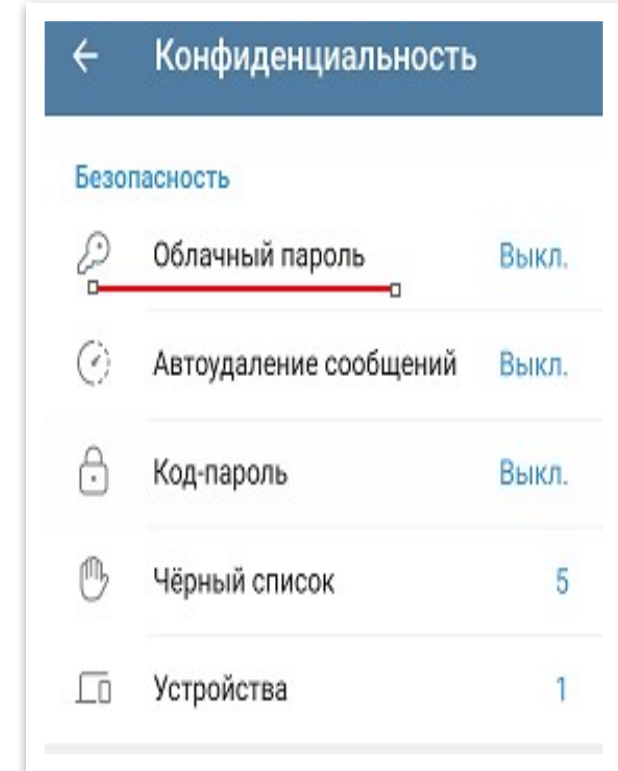 Конфиденциальность
Безопасность
Облачный пароль Выкл.
Автоудаление сообщений Выкл.
Код-пароль Выкл.
Чёрный список 5
Устройства 1